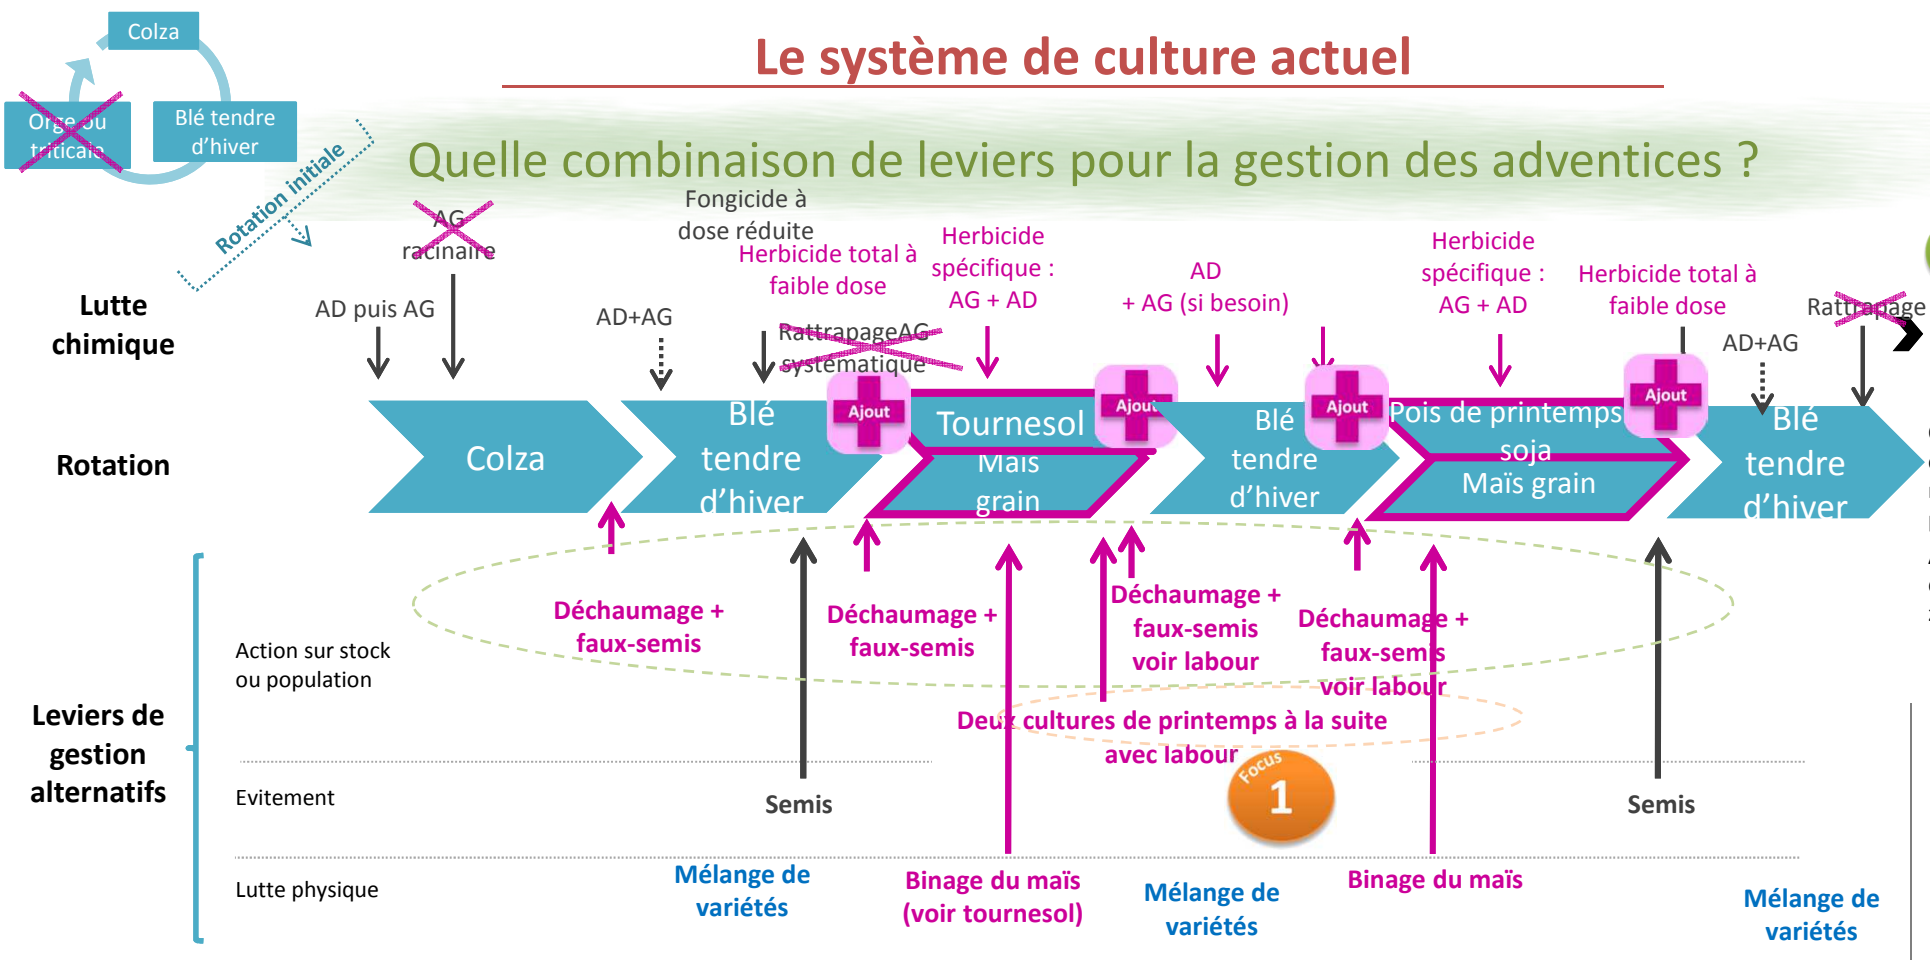 Le système de culture actuel
Colza
Orge ou
triticale
Blé tendre
d'hiver
Rotation initiale
Quelle combinaison de leviers pour la gestion des adventices ?
Lutte
chimique
AD puis AG
AG
racinaire
AD+AG
Fongicide à
dose réduite
Herbicide total à
faible dose
RattrapageAG
systématique
Herbicide
spécifique :
AG + AD
AD
+ AG (si besoin)
Herbicide
spécifique :
AG + AD
Herbicide total à
faible dose
AD+AG
Rattrapage
Rotation
Colza
Blé
tendre
d'hiver
Ajout
Tournesol
Maïs
grain
Ajout
Blé
tendre
d'hiver
Ajout
Pois de printemps
soja
Maïs grain
Ajout
Blé
tendre
d'hiver
Leviers de
gestion
alternatifs
Action sur stock
ou population
Déchaumage +
faux-semis
Déchaumage +
faux-semis
Déchaumage +
faux-semis
voir labour
Déchaumage +
faux-semis
voir labour
Deux cultures de printemps à la suite
avec labour
Focus
1
Evitement
Semis
Semis
Lutte physique
Mélange de
variétés
Binage du maïs
(voir tournesol)
Mélange de
variétés
Binage du maïs
Mélange de
variétés